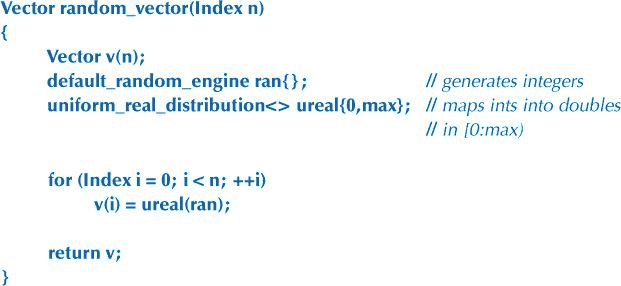 Vector random_vector(Index n)
{
Vector v(n);
default_random_engine ran{}; // generates integers
uniform_real_distribution<> ureal{0,max}; // maps ints into doubles
// in [0:max)
for (Index i = 0; i < n; ++i)
v(i) = ureal(ran);
return v;
}